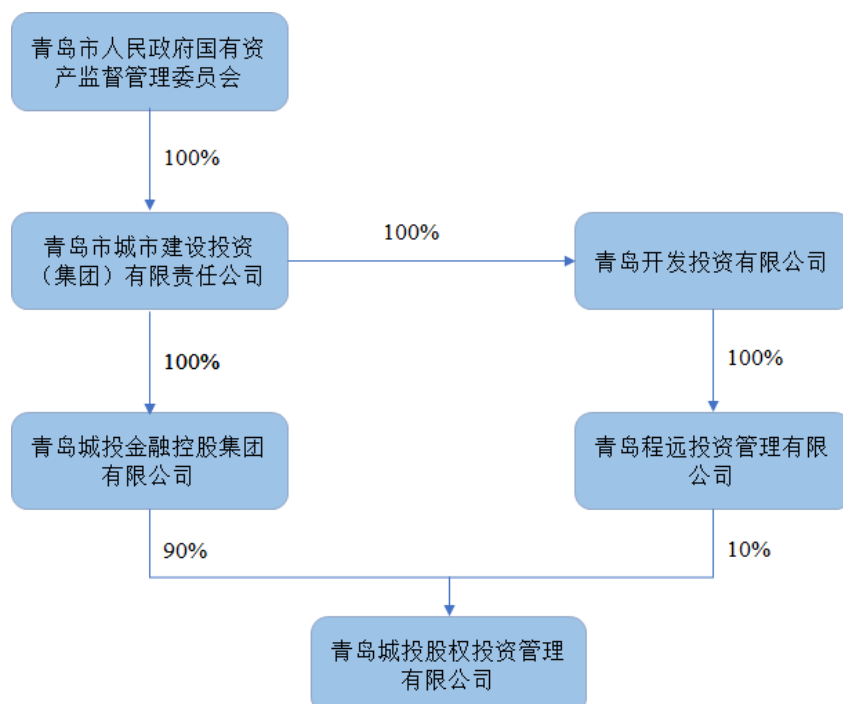 青岛市人民政府国有资
产监督管理委员会
100%
青岛市城市建设投资
（集团）有限责任公司
100%
青岛开发投资有限公司
100%
100%
青岛城投金融控股集团
有限公司
青岛程远投资管理有限
公司
90%
10%
青岛城投股权投资管理
有限公司